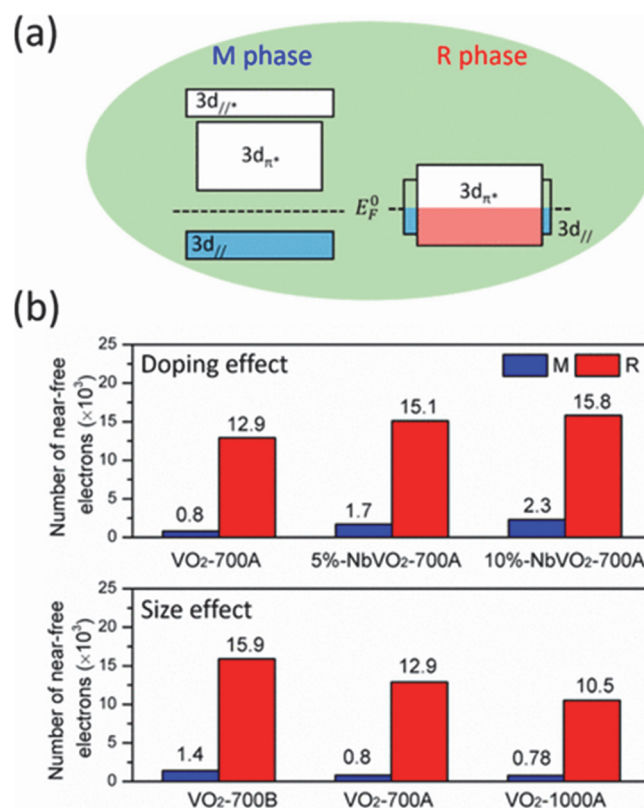 (a)
M phase
R phase
3d//*
3dπ*
E_F^0
3dπ*
3d//
3d//
(b)
Doping effect
M
R
Number of near-free
electrons (×10³)
25
20
15
10
5
0
0.8
12.9
1.7
15.1
2.3
15.8
VO₂-700A
5%-NbVO₂-700A
10%-NbVO₂-700A
Size effect
Number of near-free
electrons (×10³)
25
20
15
10
5
0
1.4
15.9
0.8
12.9
0.78
10.5
VO₂-700B
VO₂-700A
VO₂-1000A